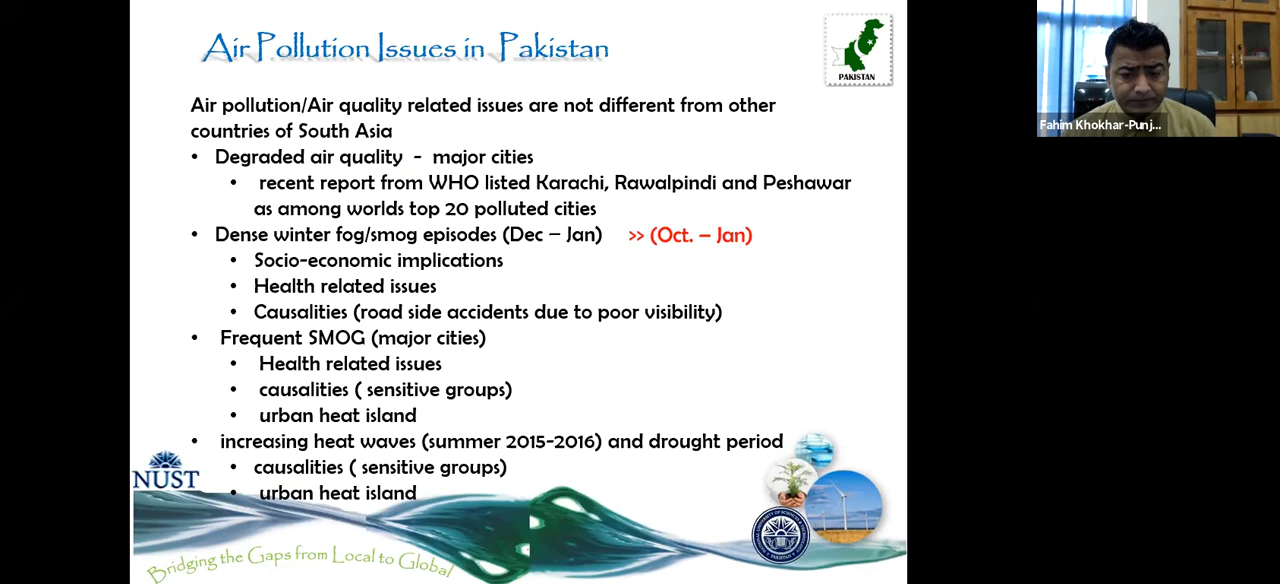 Air Pollution Issues in Pakistan
PAKISTAN
Fahim Khokhar-Punj...
Air pollution/Air quality related issues are not different from other
countries of South Asia
• Degraded air quality - major cities
• recent report from WHO listed Karachi, Rawalpindi and Peshawar
as among worlds top 20 polluted cities
• Dense winter fog/smog episodes (Dec – Jan) >> (Oct. – Jan)
• Socio-economic implications
• Health related issues
• Causalities (road side accidents due to poor visibility)
• Frequent SMOG (major cities)
• Health related issues
• causalities ( sensitive groups)
• urban heat island
• increasing heat waves (summer 2015-2016) and drought period
• causalities ( sensitive groups)
• urban heat island
NUST
Bridging the Gaps from Local to Global